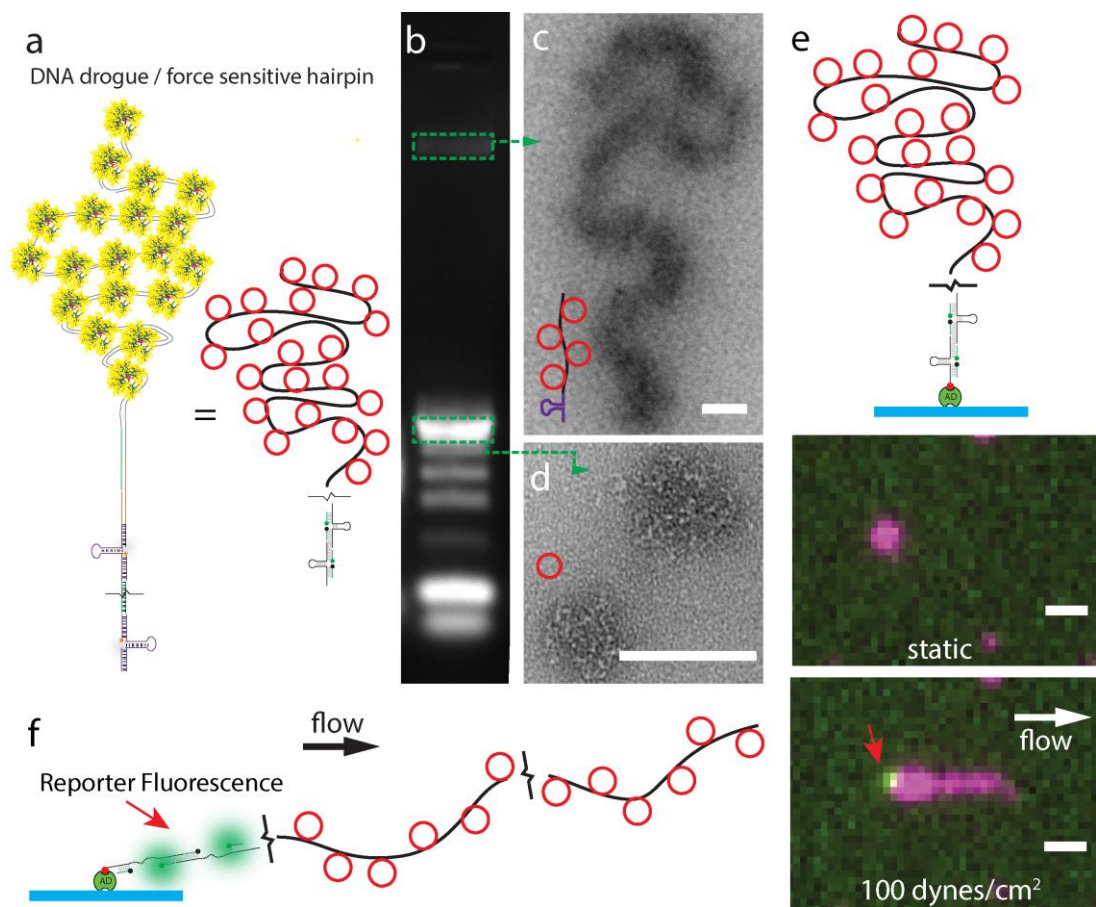 a
DNA drogue / force sensitive hairpin
=
b
c
d
e
AD
static
flow
100 dynes/cm²
f
flow
Reporter Fluorescence
AD